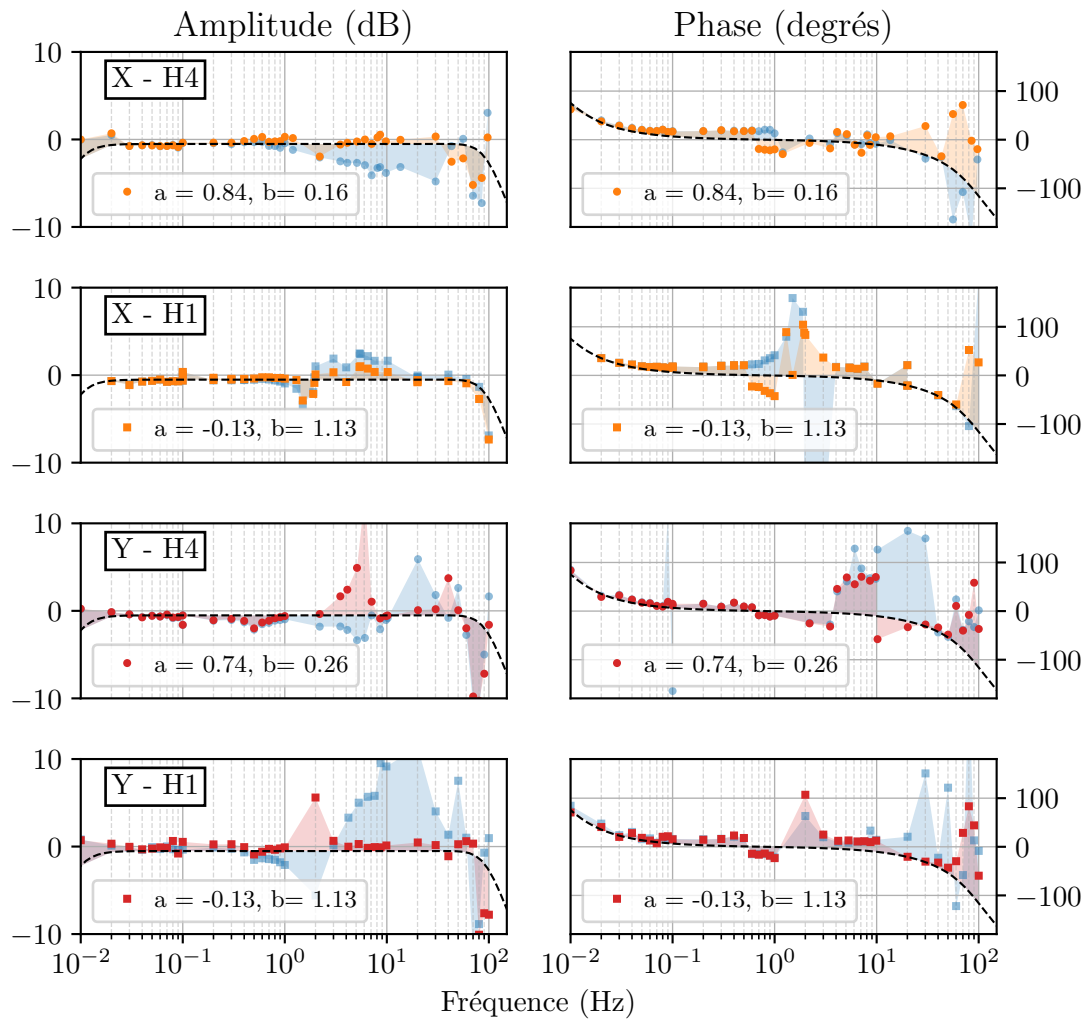 Amplitude (dB)
Phase (degrés)
10
0
−10
X - H4
a = 0.84, b= 0.16
a = 0.84, b= 0.16
100
0
−100
10
0
−10
X - H1
a = -0.13, b= 1.13
a = -0.13, b= 1.13
100
0
−100
10
0
−10
Y - H4
a = 0.74, b= 0.26
a = 0.74, b= 0.26
100
0
−100
10
0
−10
Y - H1
a = -0.13, b= 1.13
a = -0.13, b= 1.13
100
0
−100
10⁻² 10⁻¹ 10⁰ 10¹ 10²
10⁻² 10⁻¹ 10⁰ 10¹ 10²
Fréquence (Hz)